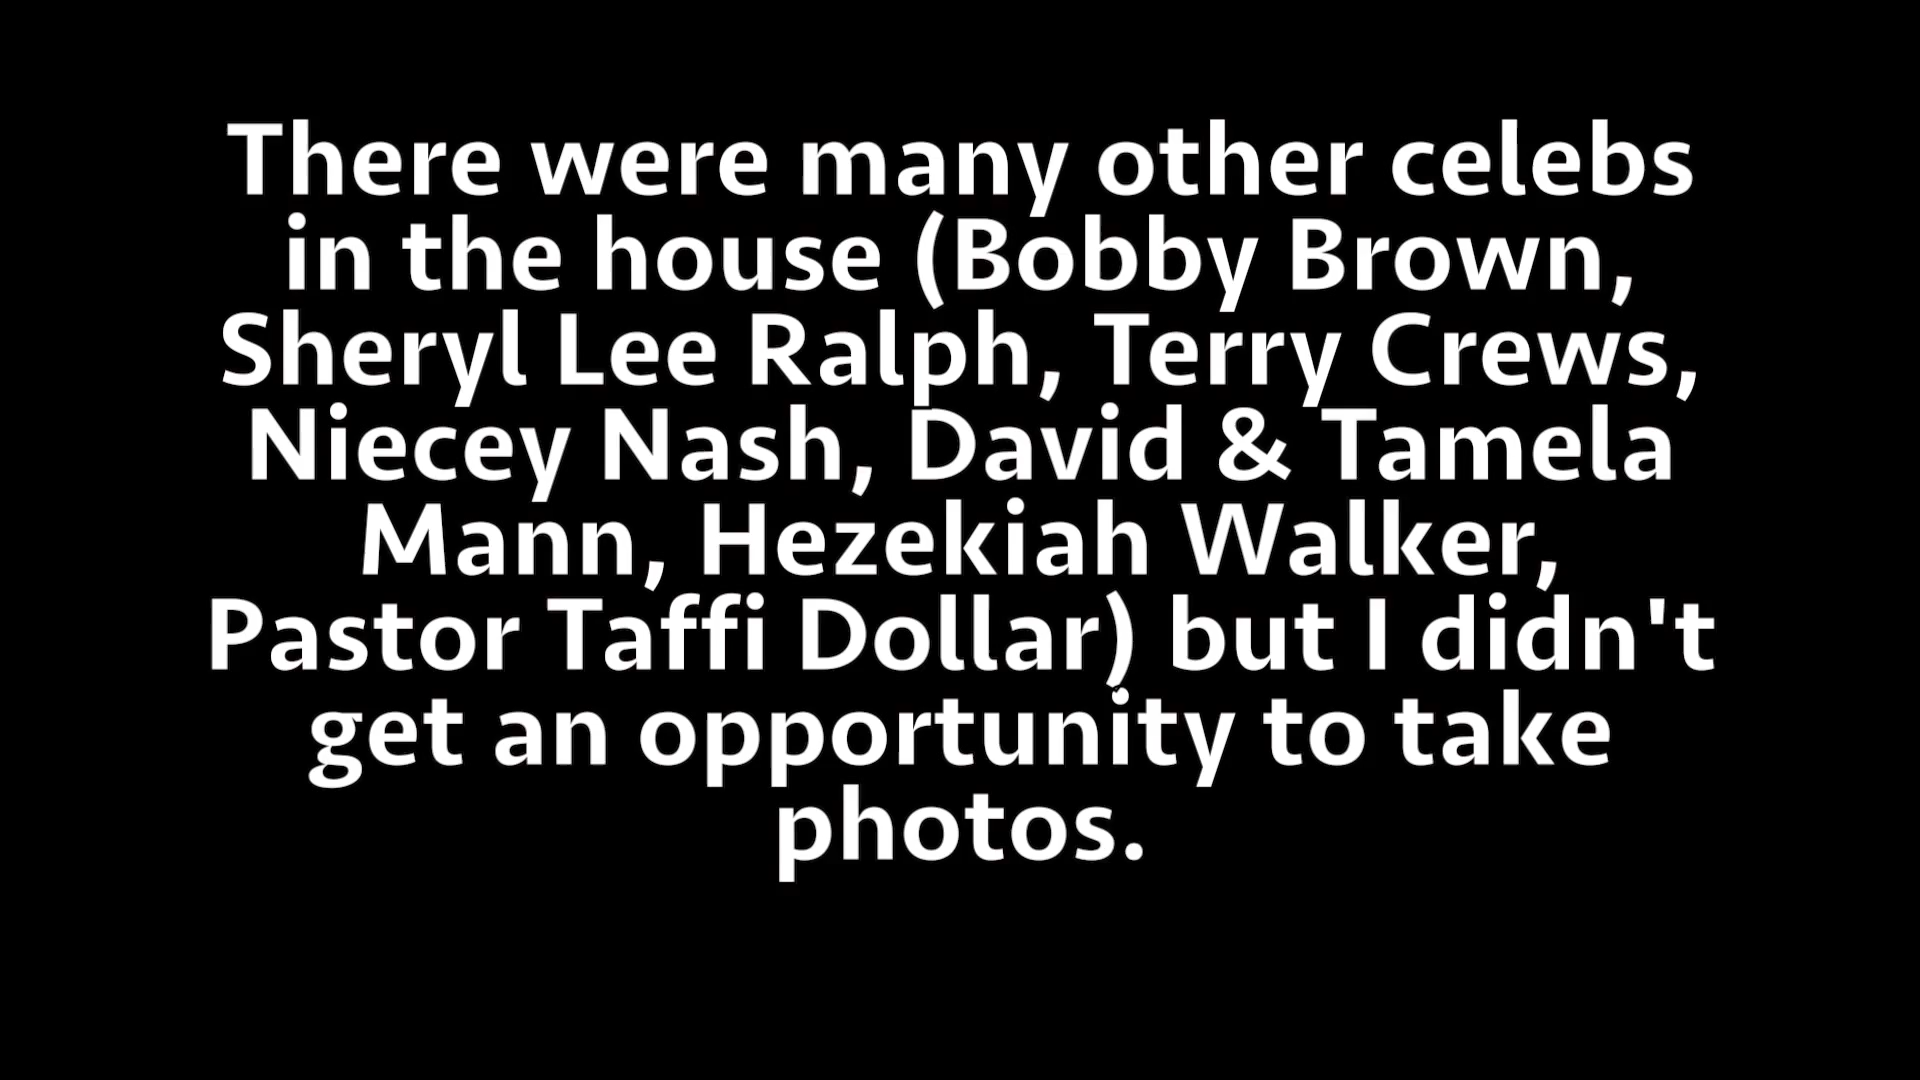 There were many other celebs
in the house (Bobby Brown,
Sheryl Lee Ralph, Terry Crews,
Niecey Nash, David & Tamela
Mann, Hezekiah Walker,
Pastor Taffi Dollar) but I didn't
get an opportunity to take
photos.